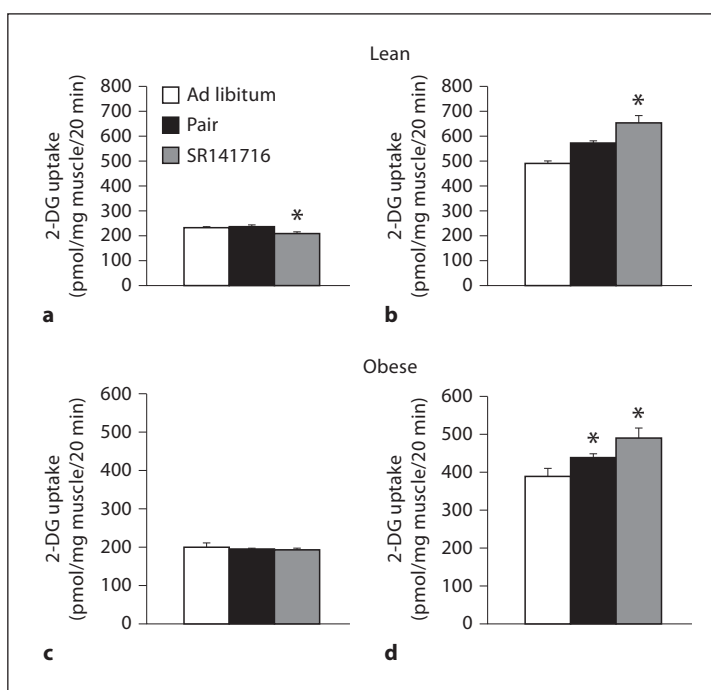 Lean
2-DG uptake
(pmol/mg muscle/20 min)
800
700
600
500
400
300
200
100
0
Ad libitum
Pair
SR141716
*
a
2-DG uptake
(pmol/mg muscle/20 min)
800
700
600
500
400
300
200
100
0
*
b
Obese
2-DG uptake
(pmol/mg muscle/20 min)
600
500
400
300
200
100
0
c
2-DG uptake
(pmol/mg muscle/20 min)
600
500
400
300
200
100
0
*
*
d